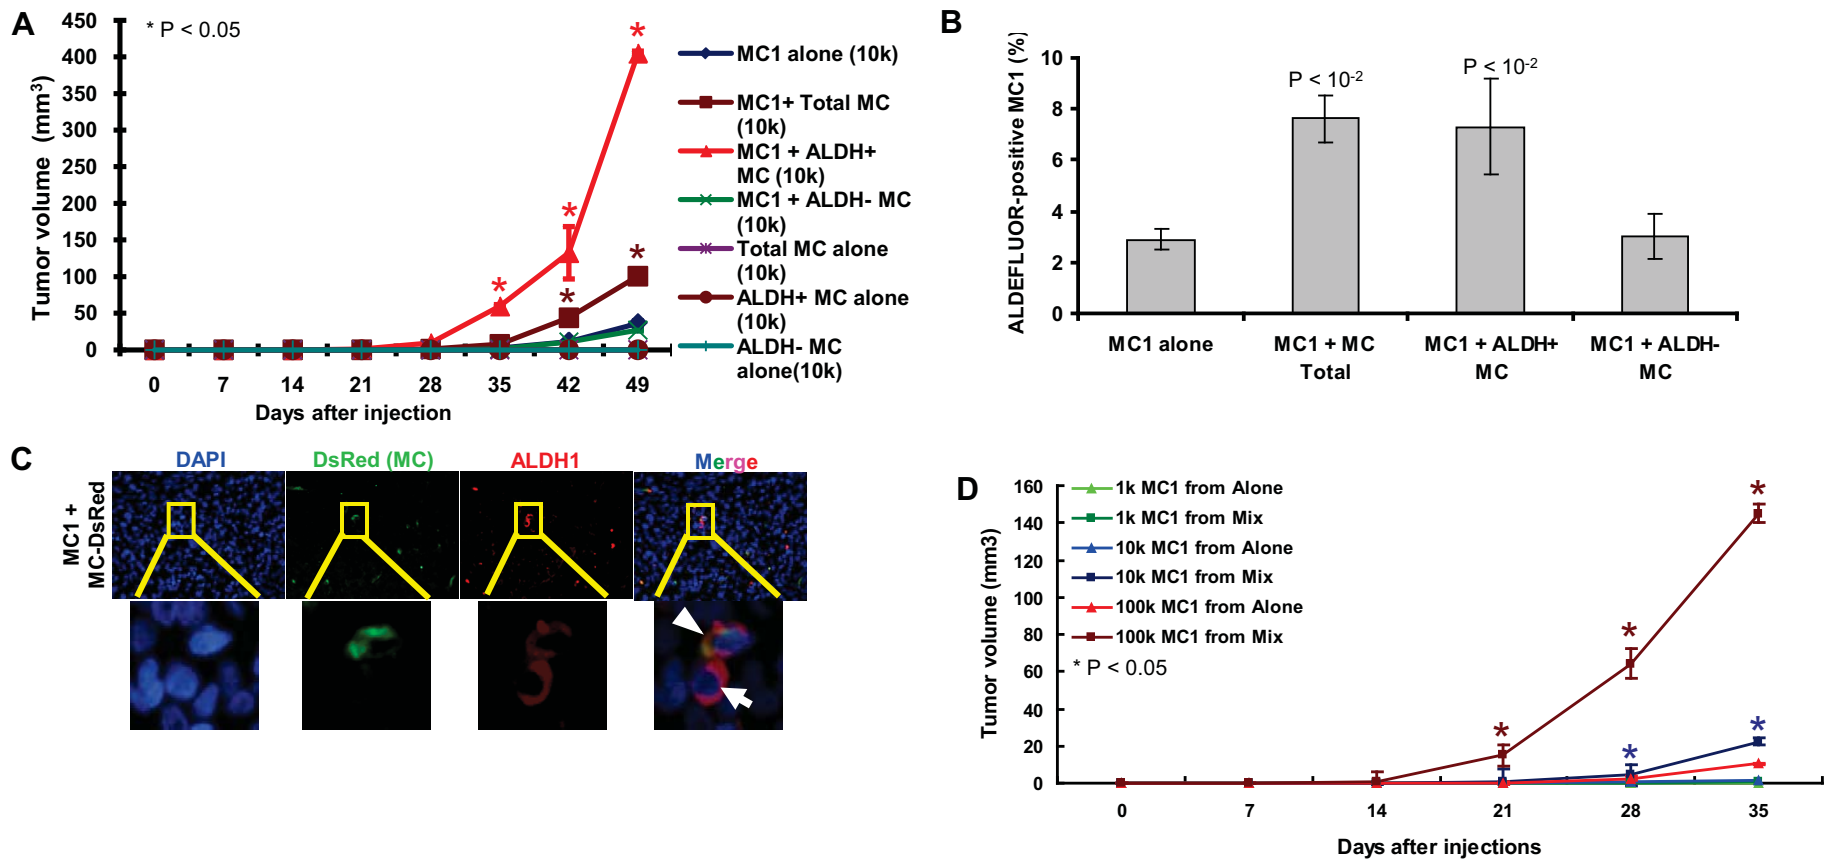 A
* P < 0.05
450
400
350
300
250
200
150
100
50
0
Tumor volume (mm3)
0 7 14 21 28 35 42 49
Days after injection
* * * * *
MC1 alone (10k)
MC1+ Total MC
(10k)
MC1 + ALDH+
MC (10k)
MC1 + ALDH- MC
(10k)
Total MC alone
(10k)
ALDH+ MC alone
(10k)
ALDH- MC
alone(10k)
B
ALDEFLUOR-positive MC1 (%)
10
8
6
4
2
0
P < 10-2
P < 10-2
MC1 alone
MC1 + MC
Total
MC1 + ALDH+
MC
MC1 + ALDH-
MC
C
DAPI DsRed (MC) ALDH1 Merge
MC1 +
MC-DsRed
D
Tumor volume (mm3)
160
140
120
100
80
60
40
20
0
1k MC1 from Alone
1k MC1 from Mix
10k MC1 from Alone
10k MC1 from Mix
100k MC1 from Alone
100k MC1 from Mix
* P < 0.05
* * * * *
0 7 14 21 28 35
Days after injections